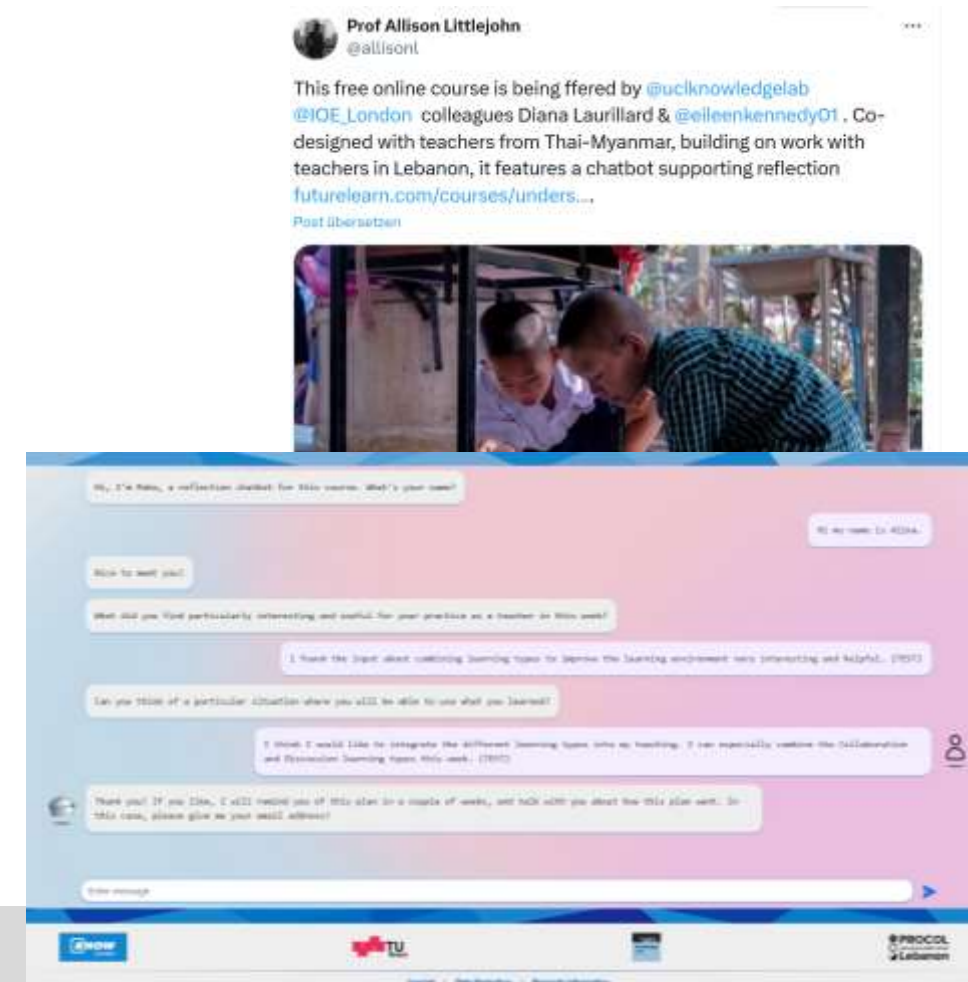 Prof Allison Littlejohn
@allisonl
...
This free online course is being ffered by @uclknowledgelab
@IOE_London colleagues Diana Laurillard & @eileenkennedy01 . Co-
designed with teachers from Thai-Myanmar, building on work with
teachers in Lebanon, it features a chatbot supporting reflection
futurelearn.com/courses/unders...,
Post übersetzen
Hi, I'm a reflection chatbot for this course. What's your name?
Hi my name is
Nice to meet you!
What did you find particularly interesting and useful for your practice as a teacher in this week?
I found the input about combining learning types to improve the learning environment very interesting and helpful. [TEST]
Can you think of a particular situation where you will be able to use what you learned?
I think I would like to integrate the different learning types into my teaching. I can especially combine the Collaboration
and Discussion learning types this week. [TEST]
Thank you! If you like, I will remind you of this plan in a couple of weeks, and talk with you about how this plan went. In
this case, please give me your email address!
Enter message
KNOW
TU
PROCOL
Lebanon